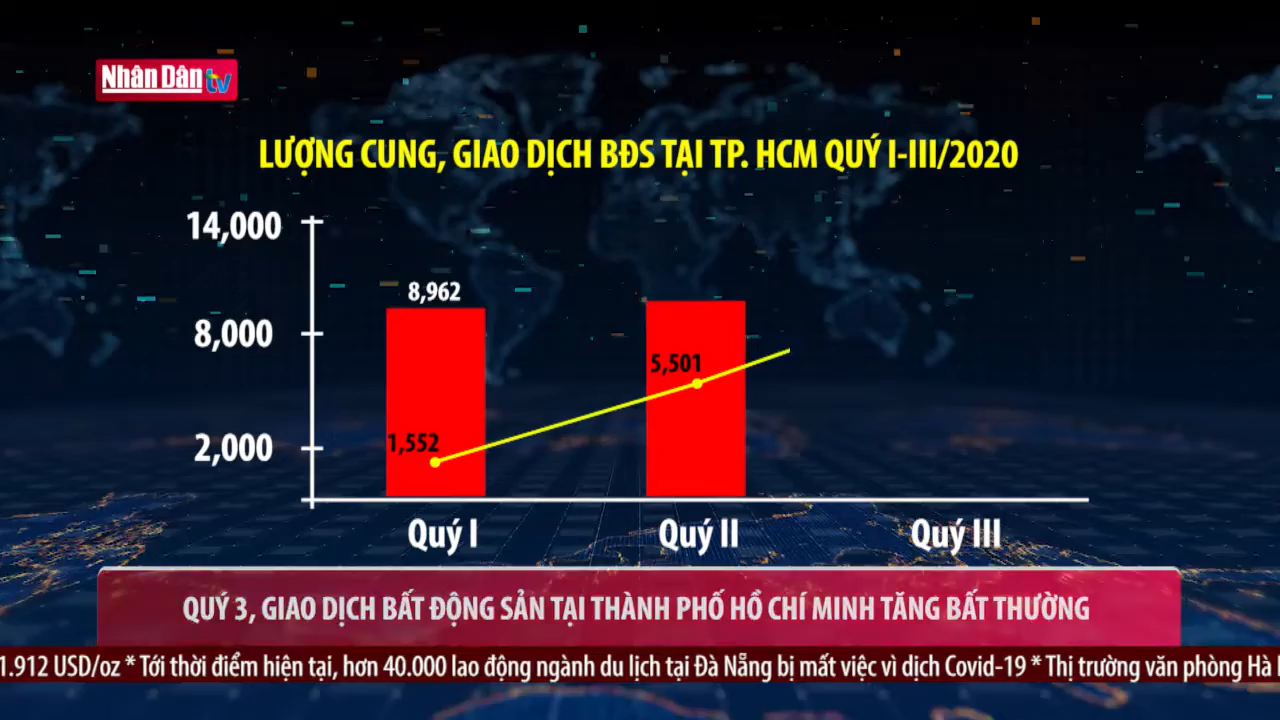 Nhân Dân tv
LƯỢNG CUNG, GIAO DỊCH BĐS TẠI TP. HCM QUÝ I-III/2020
14,000
8,962
8,000
5,501
1,552
2,000
Quý I
Quý II
Quý III
QUÝ 3, GIAO DỊCH BẤT ĐỘNG SẢN TẠI THÀNH PHỐ HỒ CHÍ MINH TĂNG BẤT THƯỜNG
1.912 USD/oz * Tới thời điểm hiện tại, hơn 40.000 lao động ngành du lịch tại Đà Nẵng bị mất việc vì dịch Covid-19 * Thị trường văn phòng Hà